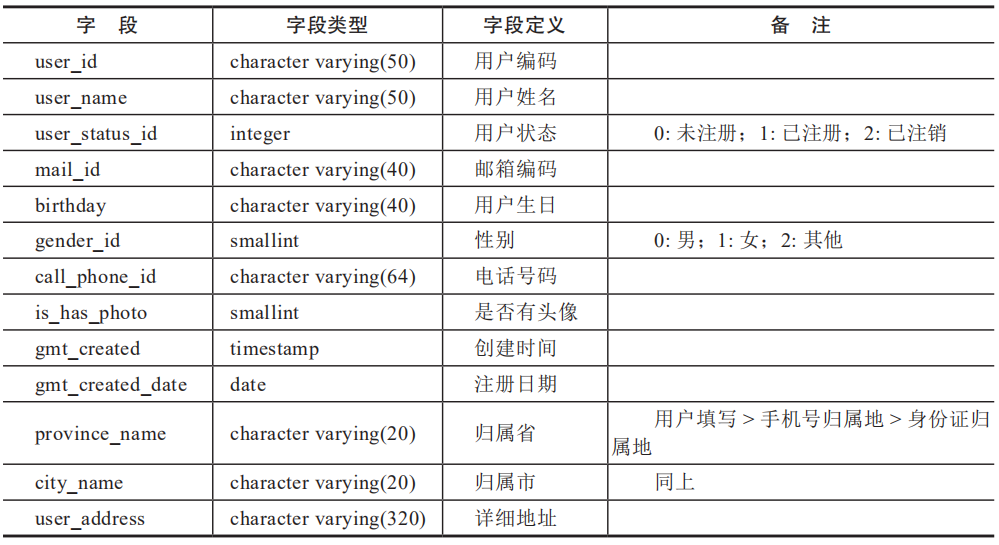 字 段 字段类型 字段定义 备 注
user_id character varying(50) 用户编码
user_name character varying(50) 用户姓名
user_status_id integer 用户状态 0: 未注册；1: 已注册；2: 已注销
mail_id character varying(40) 邮箱编码
birthday character varying(40) 用户生日
gender_id smallint 性别 0: 男；1: 女；2: 其他
call_phone_id character varying(64) 电话号码
is_has_photo smallint 是否有头像
gmt_created timestamp 创建时间
gmt_created_date date 注册日期
province_name character varying(20) 归属省 用户填写 > 手机号归属地 > 身份证归
属地
city_name character varying(20) 归属市 同上
user_address character varying(320) 详细地址